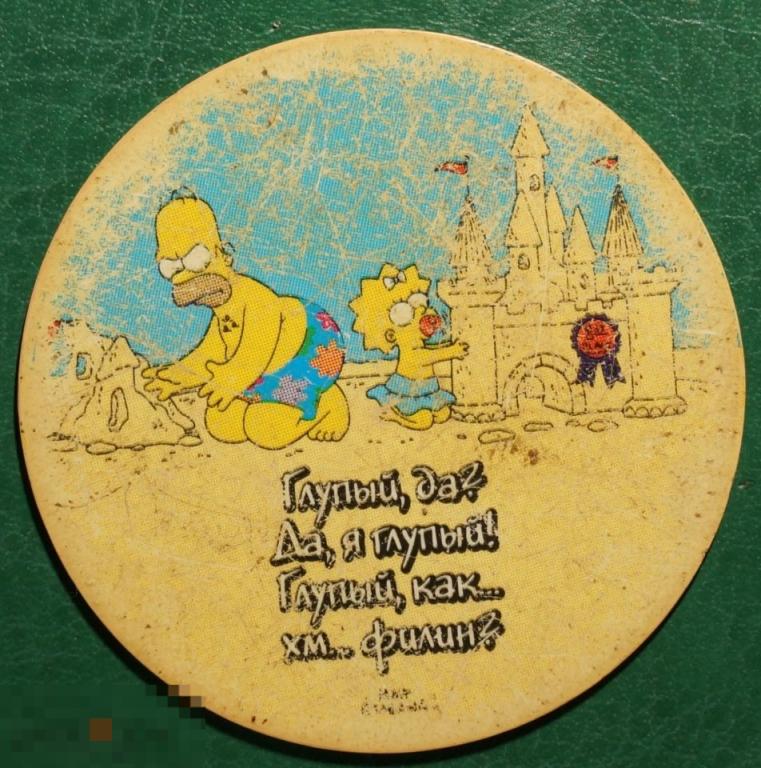 Глупый, да?
Да, я глупый!
Глупый, как...
хм... филин?